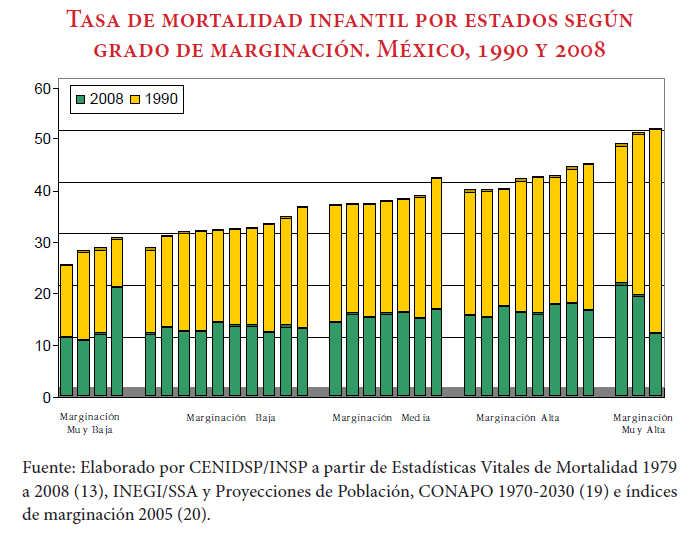 TASA DE MORTALIDAD INFANTIL POR ESTADOS SEGÚN
GRADO DE MARGINACIÓN. MÉXICO, 1990 Y 2008
2008 1990
60
50
40
30
20
10
0
Marginación Muy Baja
Marginación Baja
Marginación Media
Marginación Alta
Marginación Muy Alta
Fuente: Elaborado por CENIDSP/INSP a partir de Estadísticas Vitales de Mortalidad 1979
a 2008 (13), INEGI/SSA y Proyecciones de Población, CONAPO 1970-2030 (19) e índices
de marginación 2005 (20).